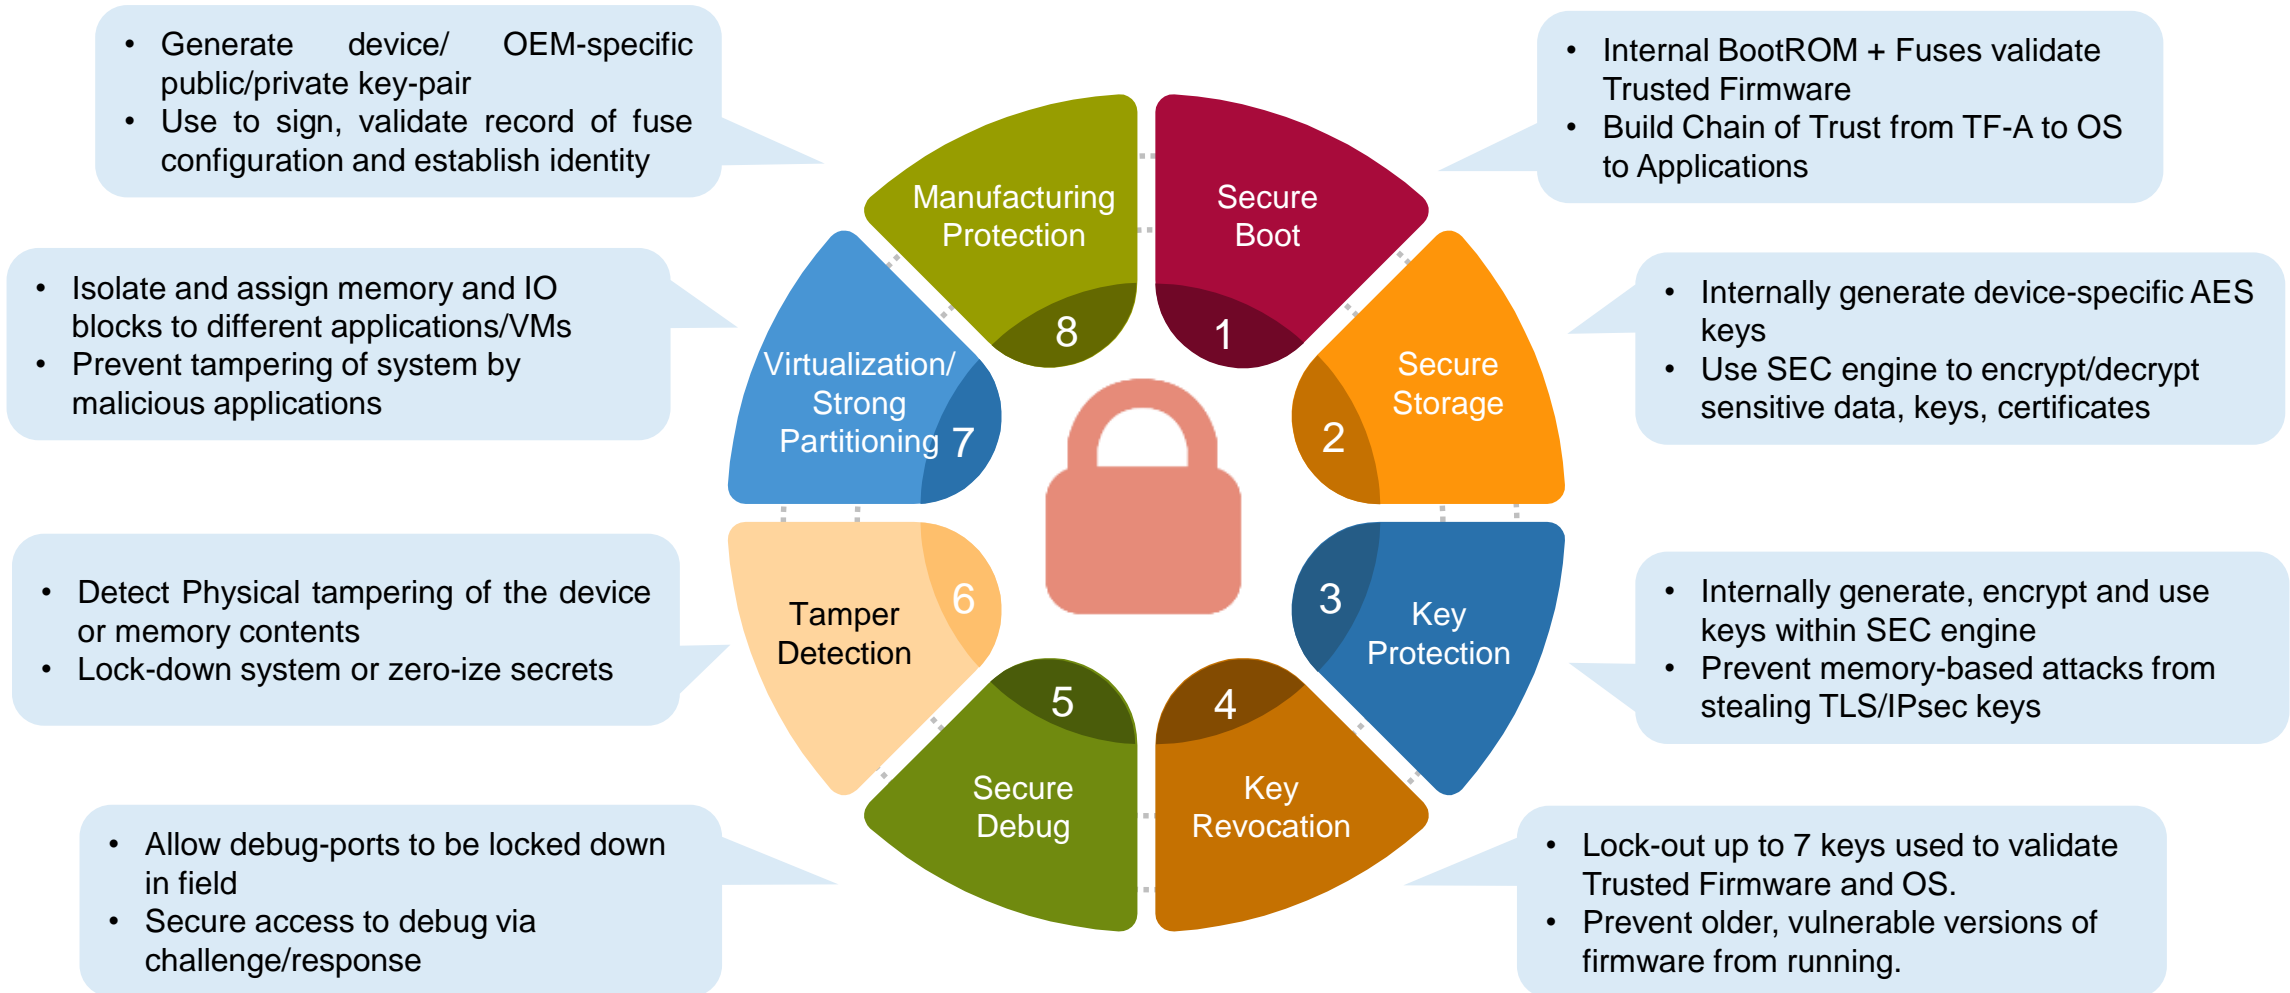 • Generate device/ OEM-specific
public/private key-pair
• Use to sign, validate record of fuse
configuration and establish identity
• Internal BootROM + Fuses validate
Trusted Firmware
• Build Chain of Trust from TF-A to OS
to Applications
Manufacturing
Protection
8
Secure
Boot
1
• Isolate and assign memory and IO
blocks to different applications/VMs
• Prevent tampering of system by
malicious applications
Virtualization/
Strong
Partitioning
7
Secure
Storage
2
• Internally generate device-specific AES
keys
• Use SEC engine to encrypt/decrypt
sensitive data, keys, certificates
• Detect Physical tampering of the device
or memory contents
• Lock-down system or zero-ize secrets
Tamper
Detection
6
3
Key
Protection
• Internally generate, encrypt and use
keys within SEC engine
• Prevent memory-based attacks from
stealing TLS/IPsec keys
5
Secure
Debug
4
Key
Revocation
• Allow debug-ports to be locked down
in field
• Secure access to debug via
challenge/response
• Lock-out up to 7 keys used to validate
Trusted Firmware and OS.
• Prevent older, vulnerable versions of
firmware from running.